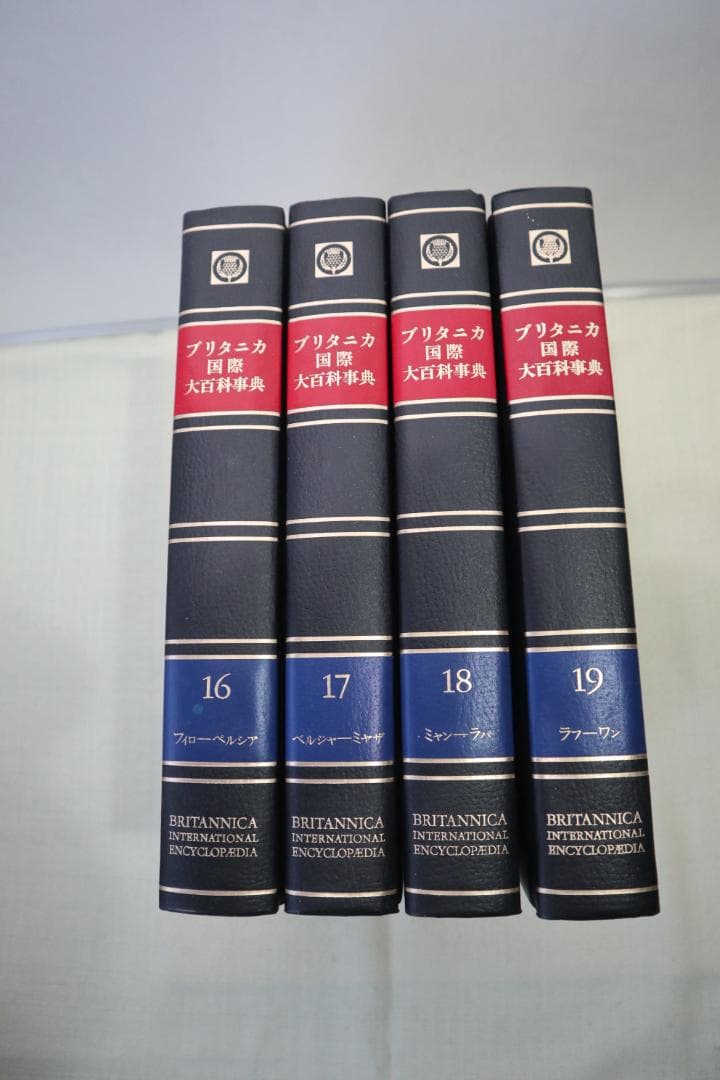 ブリタニカ
国際
大百科事典
16
フィローペルシア
BRITANNICA
INTERNATIONAL
ENCYCLOPÆDIA
ブリタニカ
国際
大百科事典
17
ペルジャーミヤザ
BRITANNICA
INTERNATIONAL
ENCYCLOPÆDIA
ブリタニカ
国際
大百科事典
18
ミャンーラバ
BRITANNICA
INTERNATIONAL
ENCYCLOPÆDIA
ブリタニカ
国際
大百科事典
19
ラフーワン
BRITANNICA
INTERNATIONAL
ENCYCLOPÆDIA